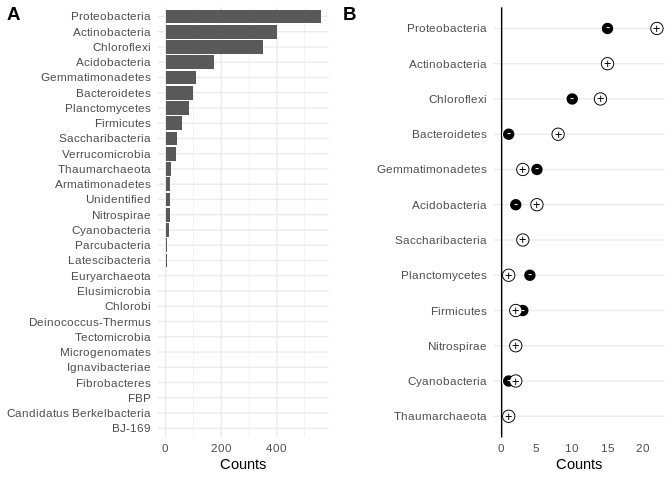 A
Proteobacteria
Actinobacteria
Chloroflexi
Acidobacteria
Gemmatimonadetes
Bacteroidetes
Planctomycetes
Firmicutes
Saccharibacteria
Verrucomicrobia
Thaumarchaeota
Armatimonadetes
Unidentified
Nitrospirae
Cyanobacteria
Parcubacteria
Latescibacteria
Euryarchaeota
Elusimicrobia
Chlorobi
Deinococcus-Thermus
Tectomicrobia
Microgenomates
Ignavibacteriae
Fibrobacteres
FBP
Candidatus Berkelbacteria
BJ-169
0 200 400
Counts
B
Proteobacteria - +
Actinobacteria +
Chloroflexi - +
Bacteroidetes - +
Gemmatimonadetes + -
Acidobacteria - +
Saccharibacteria +
Planctomycetes + -
Firmicutes + -
Nitrospirae +
Cyanobacteria - +
Thaumarchaeota +
0 5 10 15 20
Counts